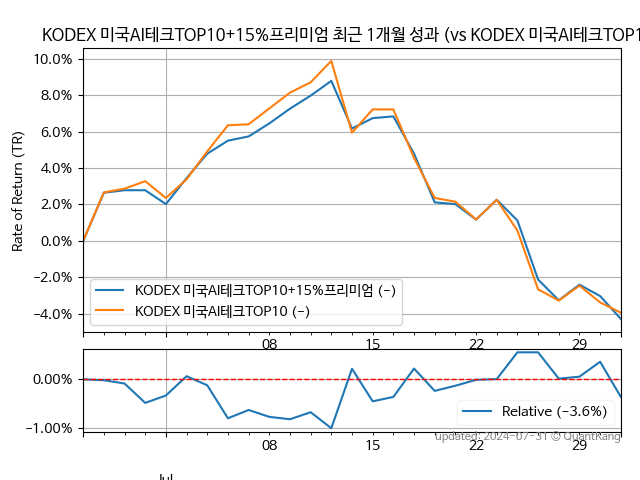 KODEX 미국AI테크TOP10+15%프리미엄 최근 1개월 성과 (vs KODEX 미국AI테크TOP1
Rate of Return (TR)
10.0%
8.0%
6.0%
4.0%
2.0%
0.0%
−2.0%
−4.0%
KODEX 미국AI테크TOP10+15%프리미엄 (-)
KODEX 미국AI테크TOP10 (-)
08 15 22 29
0.00%
−1.00%
Relative (-3.6%)
updated: 2024-07-31 © QuantKang
08 15 22 29
Jul